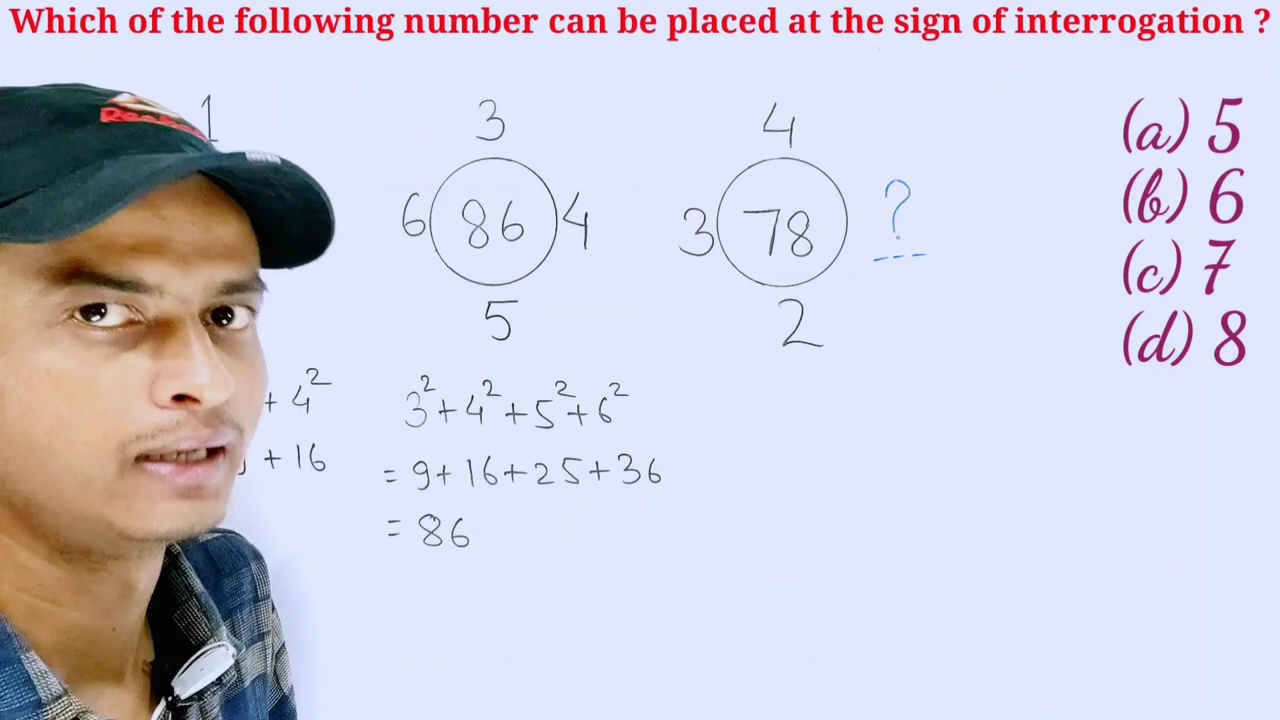 Which of the following number can be placed at the sign of interrogation ?
1 3 4
6 86 4 3 78 ?
5 2
(a) 5
(b) 6
(c) 7
(d) 8
+ 4² 3² + 4² + 5² + 6²
+ 16 = 9 + 16 + 25 + 36
= 86